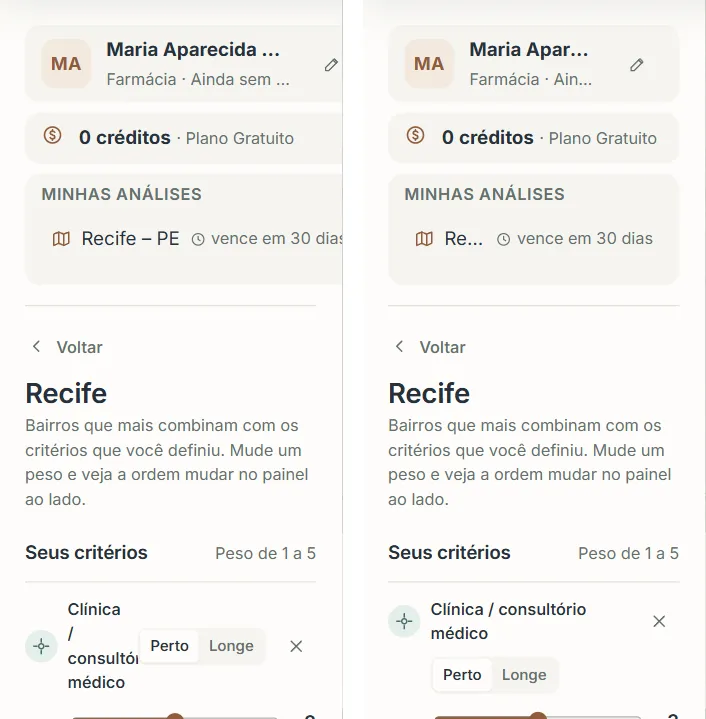 MA
Maria Aparecida ...
Farmácia · Ainda sem ...
0 créditos · Plano Gratuito
MINHAS ANÁLISES
Recife – PE vence em 30 dias
Voltar
Recife
Bairros que mais combinam com os
critérios que você definiu. Mude um
peso e veja a ordem mudar no painel
ao lado.
Seus critérios Peso de 1 a 5
Clínica
/
consultór
médico
Perto Longe
MA
Maria Apar...
Farmácia · Ain...
0 créditos · Plano Gratuito
MINHAS ANÁLISES
Re... vence em 30 dias
Voltar
Recife
Bairros que mais combinam com os
critérios que você definiu. Mude um
peso e veja a ordem mudar no painel
ao lado.
Seus critérios Peso de 1 a 5
Clínica / consultório
médico
Perto Longe